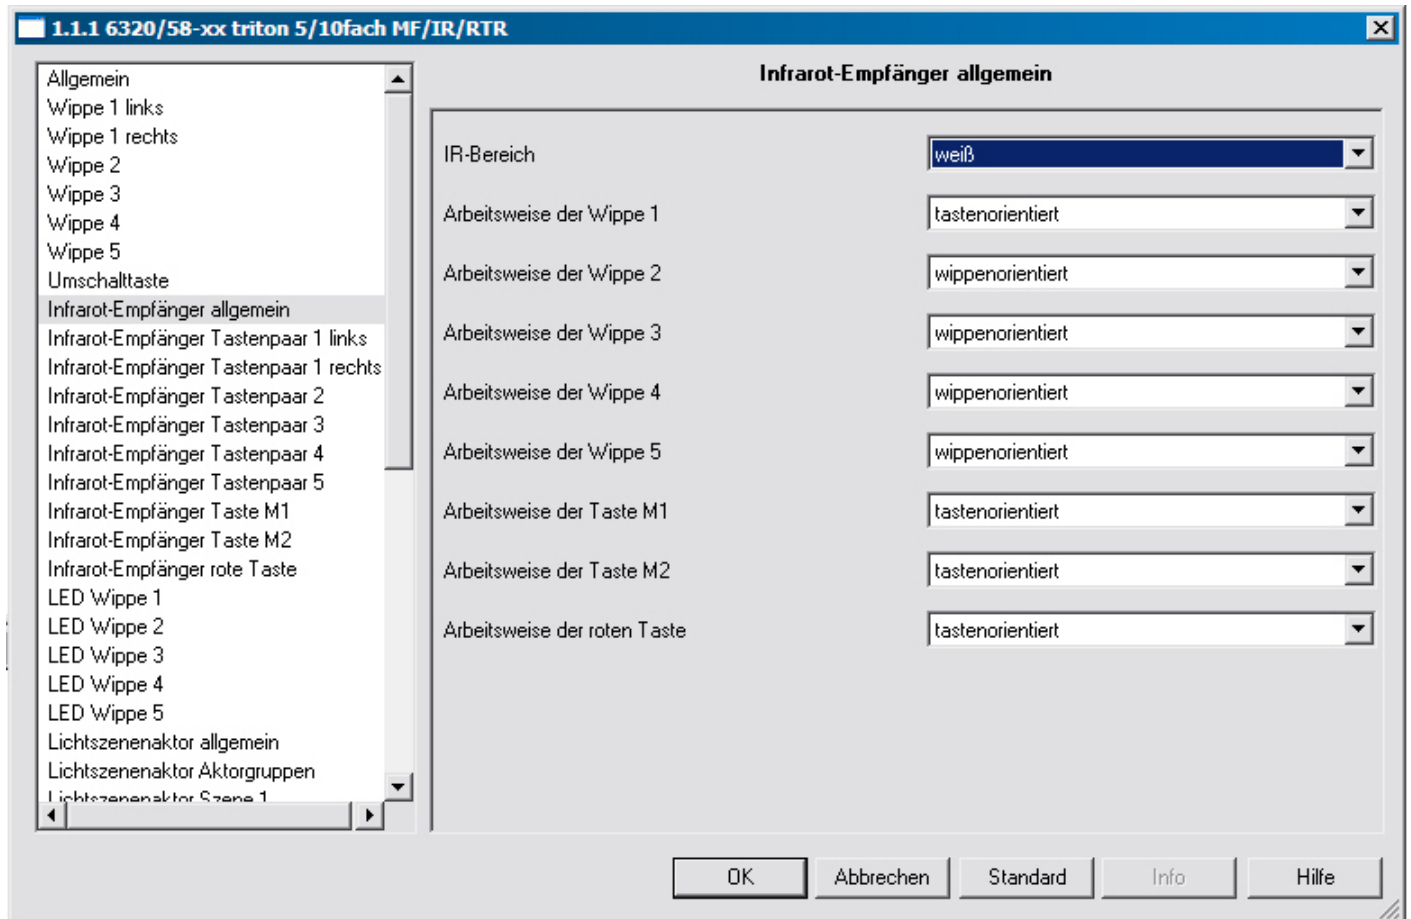 1.1.1 6320/58-xx triton 5/10fach MF/IR/RTR
Allgemein
Wippe 1 links
Wippe 1 rechts
Wippe 2
Wippe 3
Wippe 4
Wippe 5
Umschalttaste
Infrarot-Empfänger allgemein
Infrarot-Empfänger Tastenpaar 1 links
Infrarot-Empfänger Tastenpaar 1 rechts
Infrarot-Empfänger Tastenpaar 2
Infrarot-Empfänger Tastenpaar 3
Infrarot-Empfänger Tastenpaar 4
Infrarot-Empfänger Tastenpaar 5
Infrarot-Empfänger Taste M1
Infrarot-Empfänger Taste M2
Infrarot-Empfänger rote Taste
LED Wippe 1
LED Wippe 2
LED Wippe 3
LED Wippe 4
LED Wippe 5
Lichtszenenaktor allgemein
Lichtszenenaktor Aktorgruppen
Lichtszenenaktor Szene 1
Infrarot-Empfänger allgemein
IR-Bereich weiß
Arbeitsweise der Wippe 1 tastenorientiert
Arbeitsweise der Wippe 2 wippenorientiert
Arbeitsweise der Wippe 3 wippenorientiert
Arbeitsweise der Wippe 4 wippenorientiert
Arbeitsweise der Wippe 5 wippenorientiert
Arbeitsweise der Taste M1 tastenorientiert
Arbeitsweise der Taste M2 tastenorientiert
Arbeitsweise der roten Taste tastenorientiert
OK Abbrechen Standard Info Hilfe